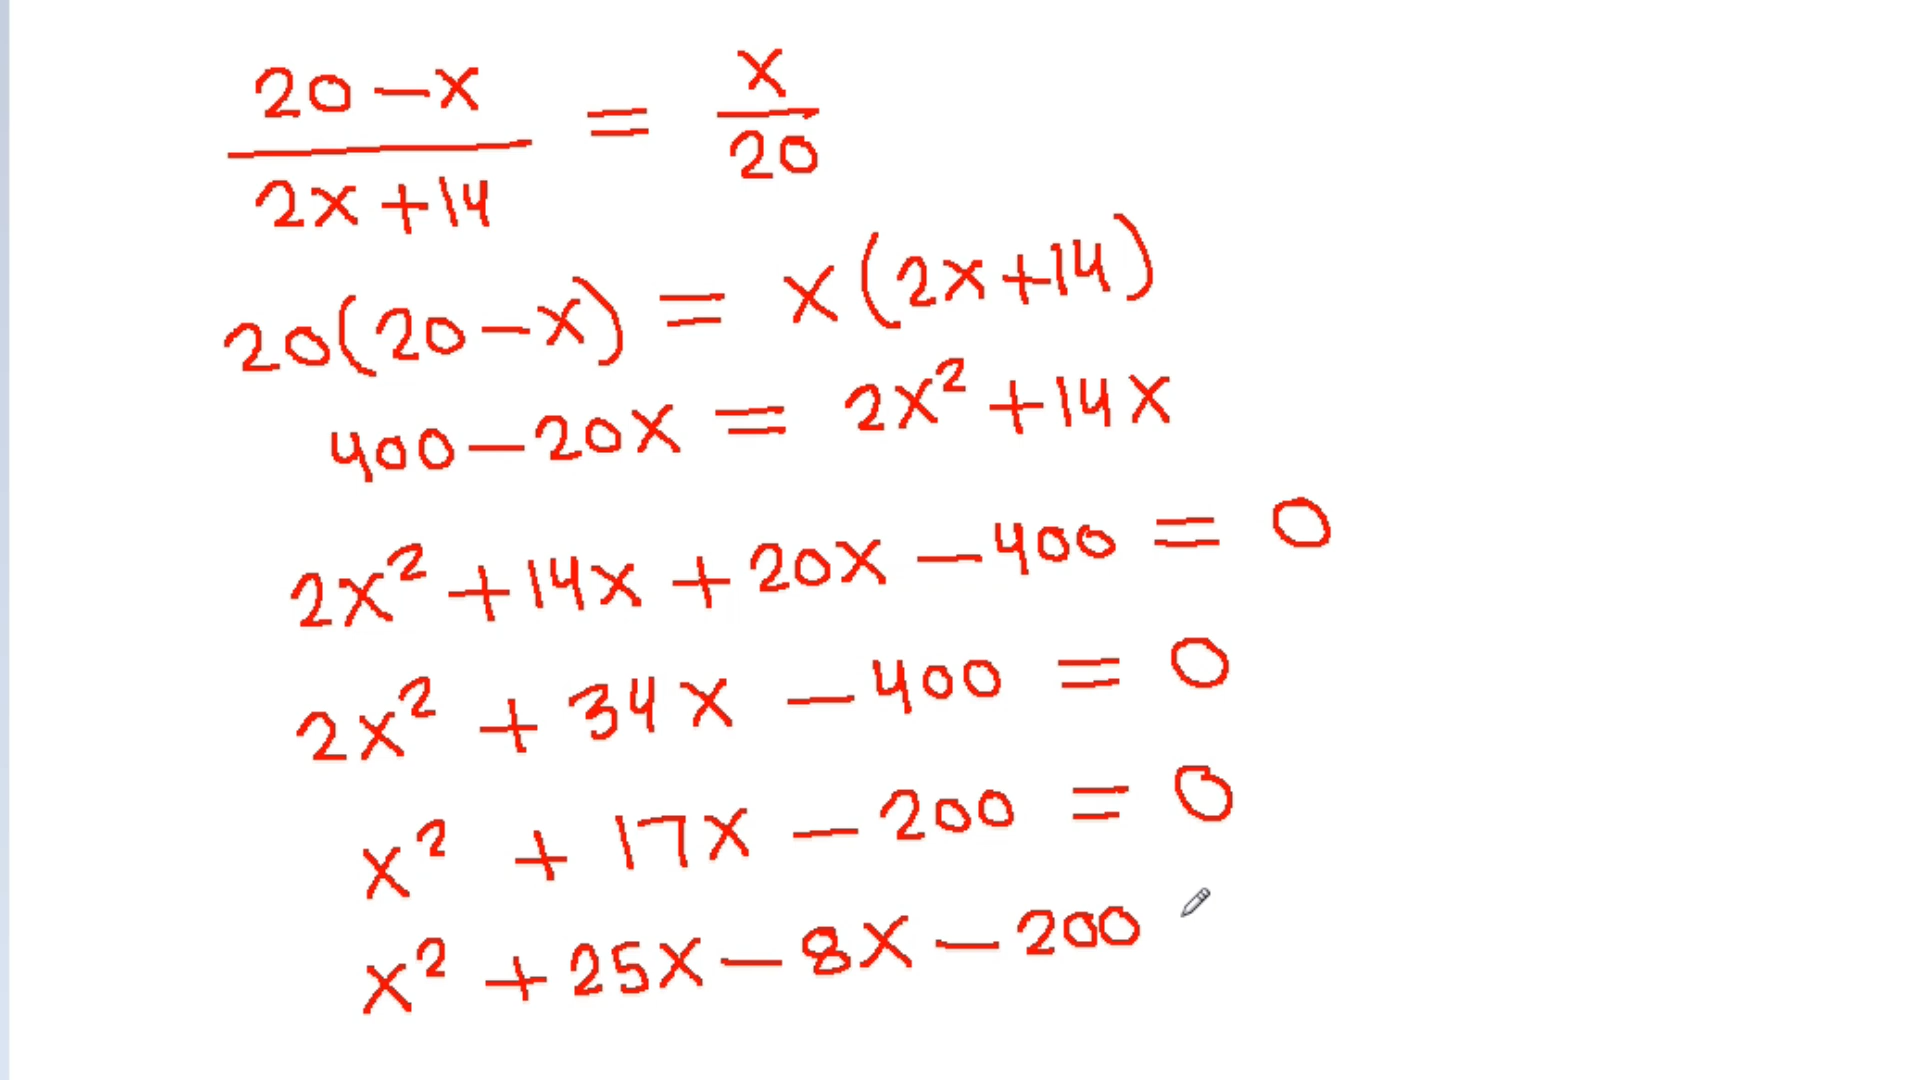 20-x/2x+14 = x/20
20(20-x) = x(2x+14)
400-20x = 2x²+14x
2x²+14x+20x-400 = 0
2x²+34x-400 = 0
x²+17x-200 = 0
x²+25x-8x-200